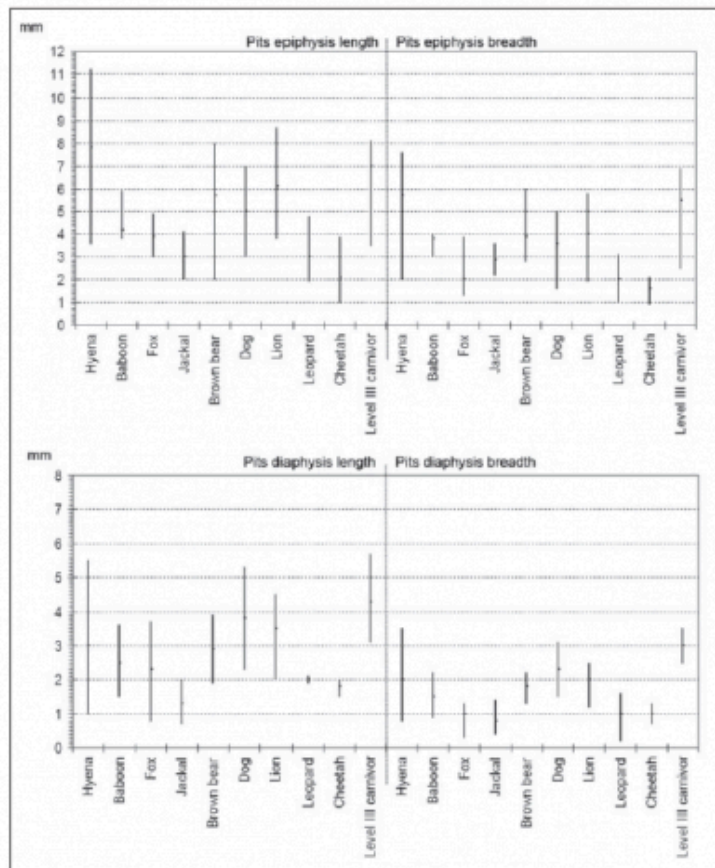 mm
Pits epiphysis length
Pits epiphysis breadth
12
11
10
9
8
7
6
5
4
3
2
1
0
Hyena
Baboon
Fox
Jackal
Brown bear
Dog
Lion
Leopard
Cheetah
Level III carnivor
Hyena
Baboon
Fox
Jackal
Brown bear
Dog
Lion
Leopard
Cheetah
Level III carnivor
mm
Pits diaphysis length
Pits diaphysis breadth
8
7
6
5
4
3
2
1
0
Hyena
Baboon
Fox
Jackal
Brown bear
Dog
Lion
Leopard
Cheetah
Level III carnivor
Hyena
Baboon
Fox
Jackal
Brown bear
Dog
Lion
Leopard
Cheetah
Level III carnivor